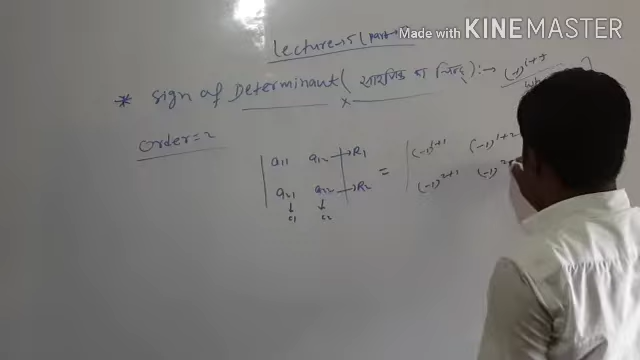 Made with KINEMASTER
Lecture-5 (Part-
* Sign of Determinant (सारणिक का चिन्ह) :→ (-1)^(i+j)
Order=2
a11 a12 → R1 = (-1)^(1+1) (-1)^(1+2)
a21 a22 → R2 (-1)^(2+1) (-1)^2
↓ ↓
c1 c2